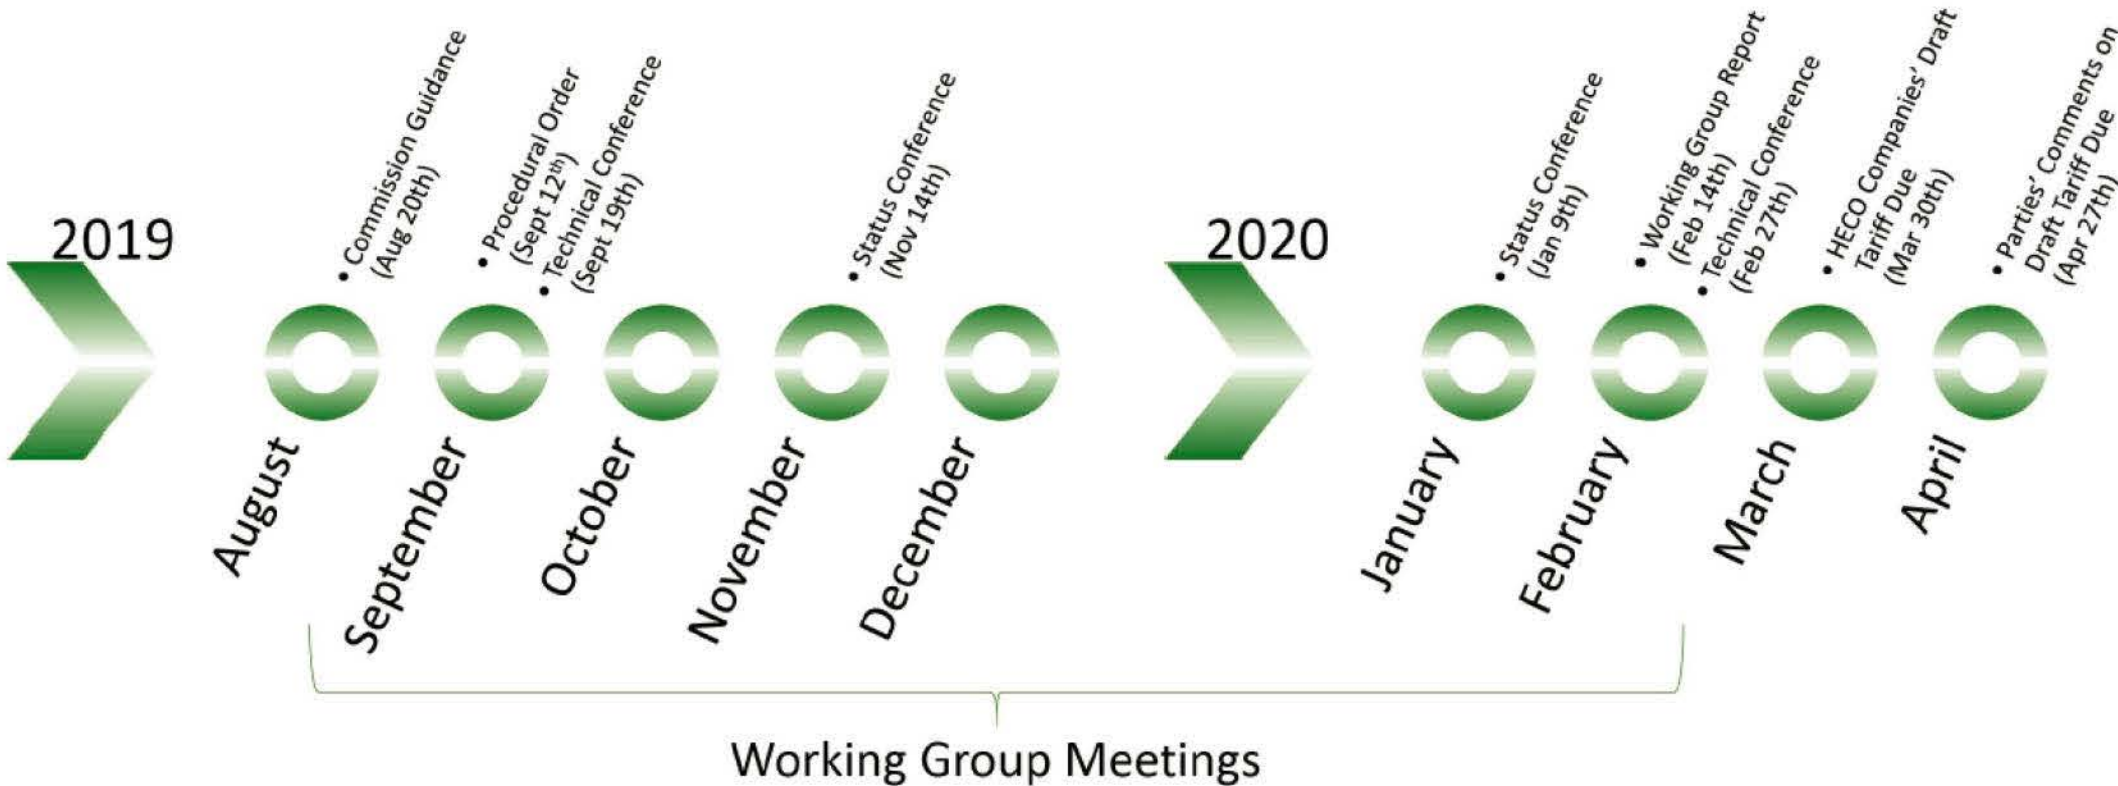 2019
• Commission Guidance
(Aug 20th)
• Procedural Order
(Sept 12th)
• Technical Conference
(Sept 19th)
• Status Conference
(Nov 14th)
2020
• Status Conference
(Jan 9th)
• Working Group Report
(Feb 14th)
• Technical Conference
(Feb 27th)
• HECO Companies' Draft
Tariff Due
(Mar 30th)
• Parties' Comments on
Draft Tariff Due
(Apr 27th)
August
September
October
November
December
January
February
March
April
Working Group Meetings